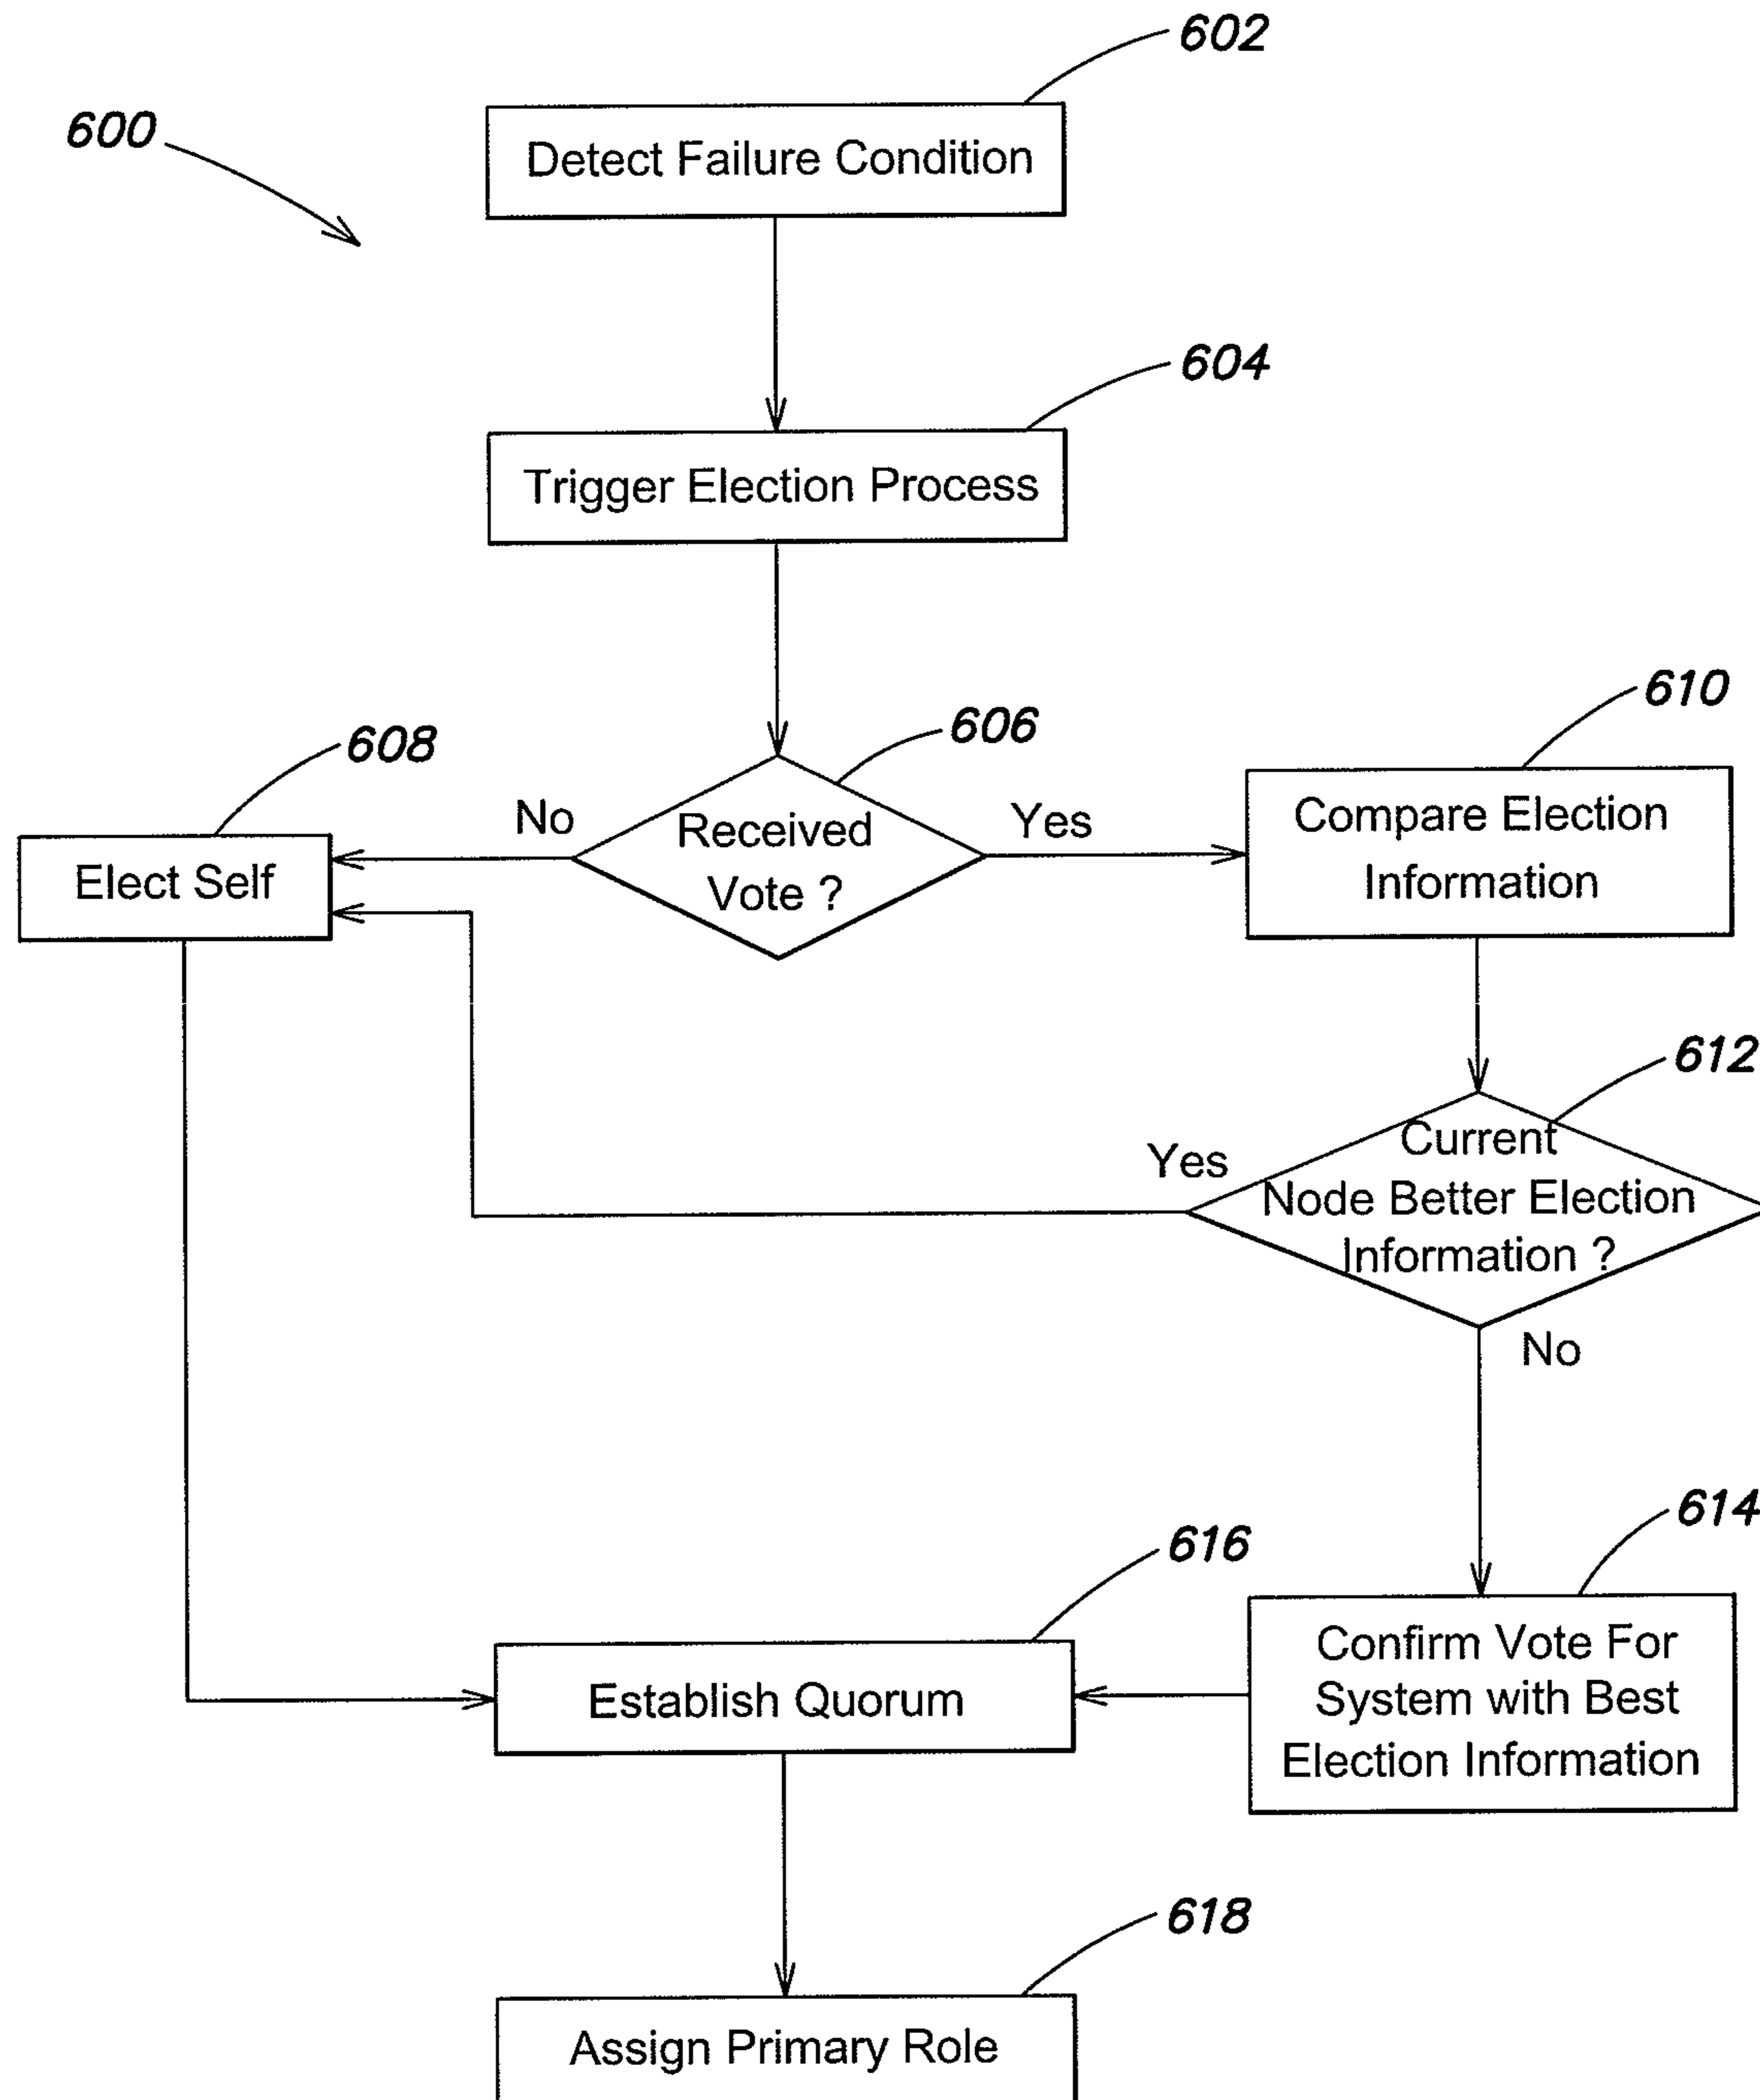 602
600
Detect Failure Condition
604
Trigger Election Process
606
608
610
No
Received
Vote ?
Yes
Compare Election
Information
Elect Self
612
Yes
Current
Node Better Election
Information ?
No
614
616
Establish Quorum
Confirm Vote For
System with Best
Election Information
618
Assign Primary Role